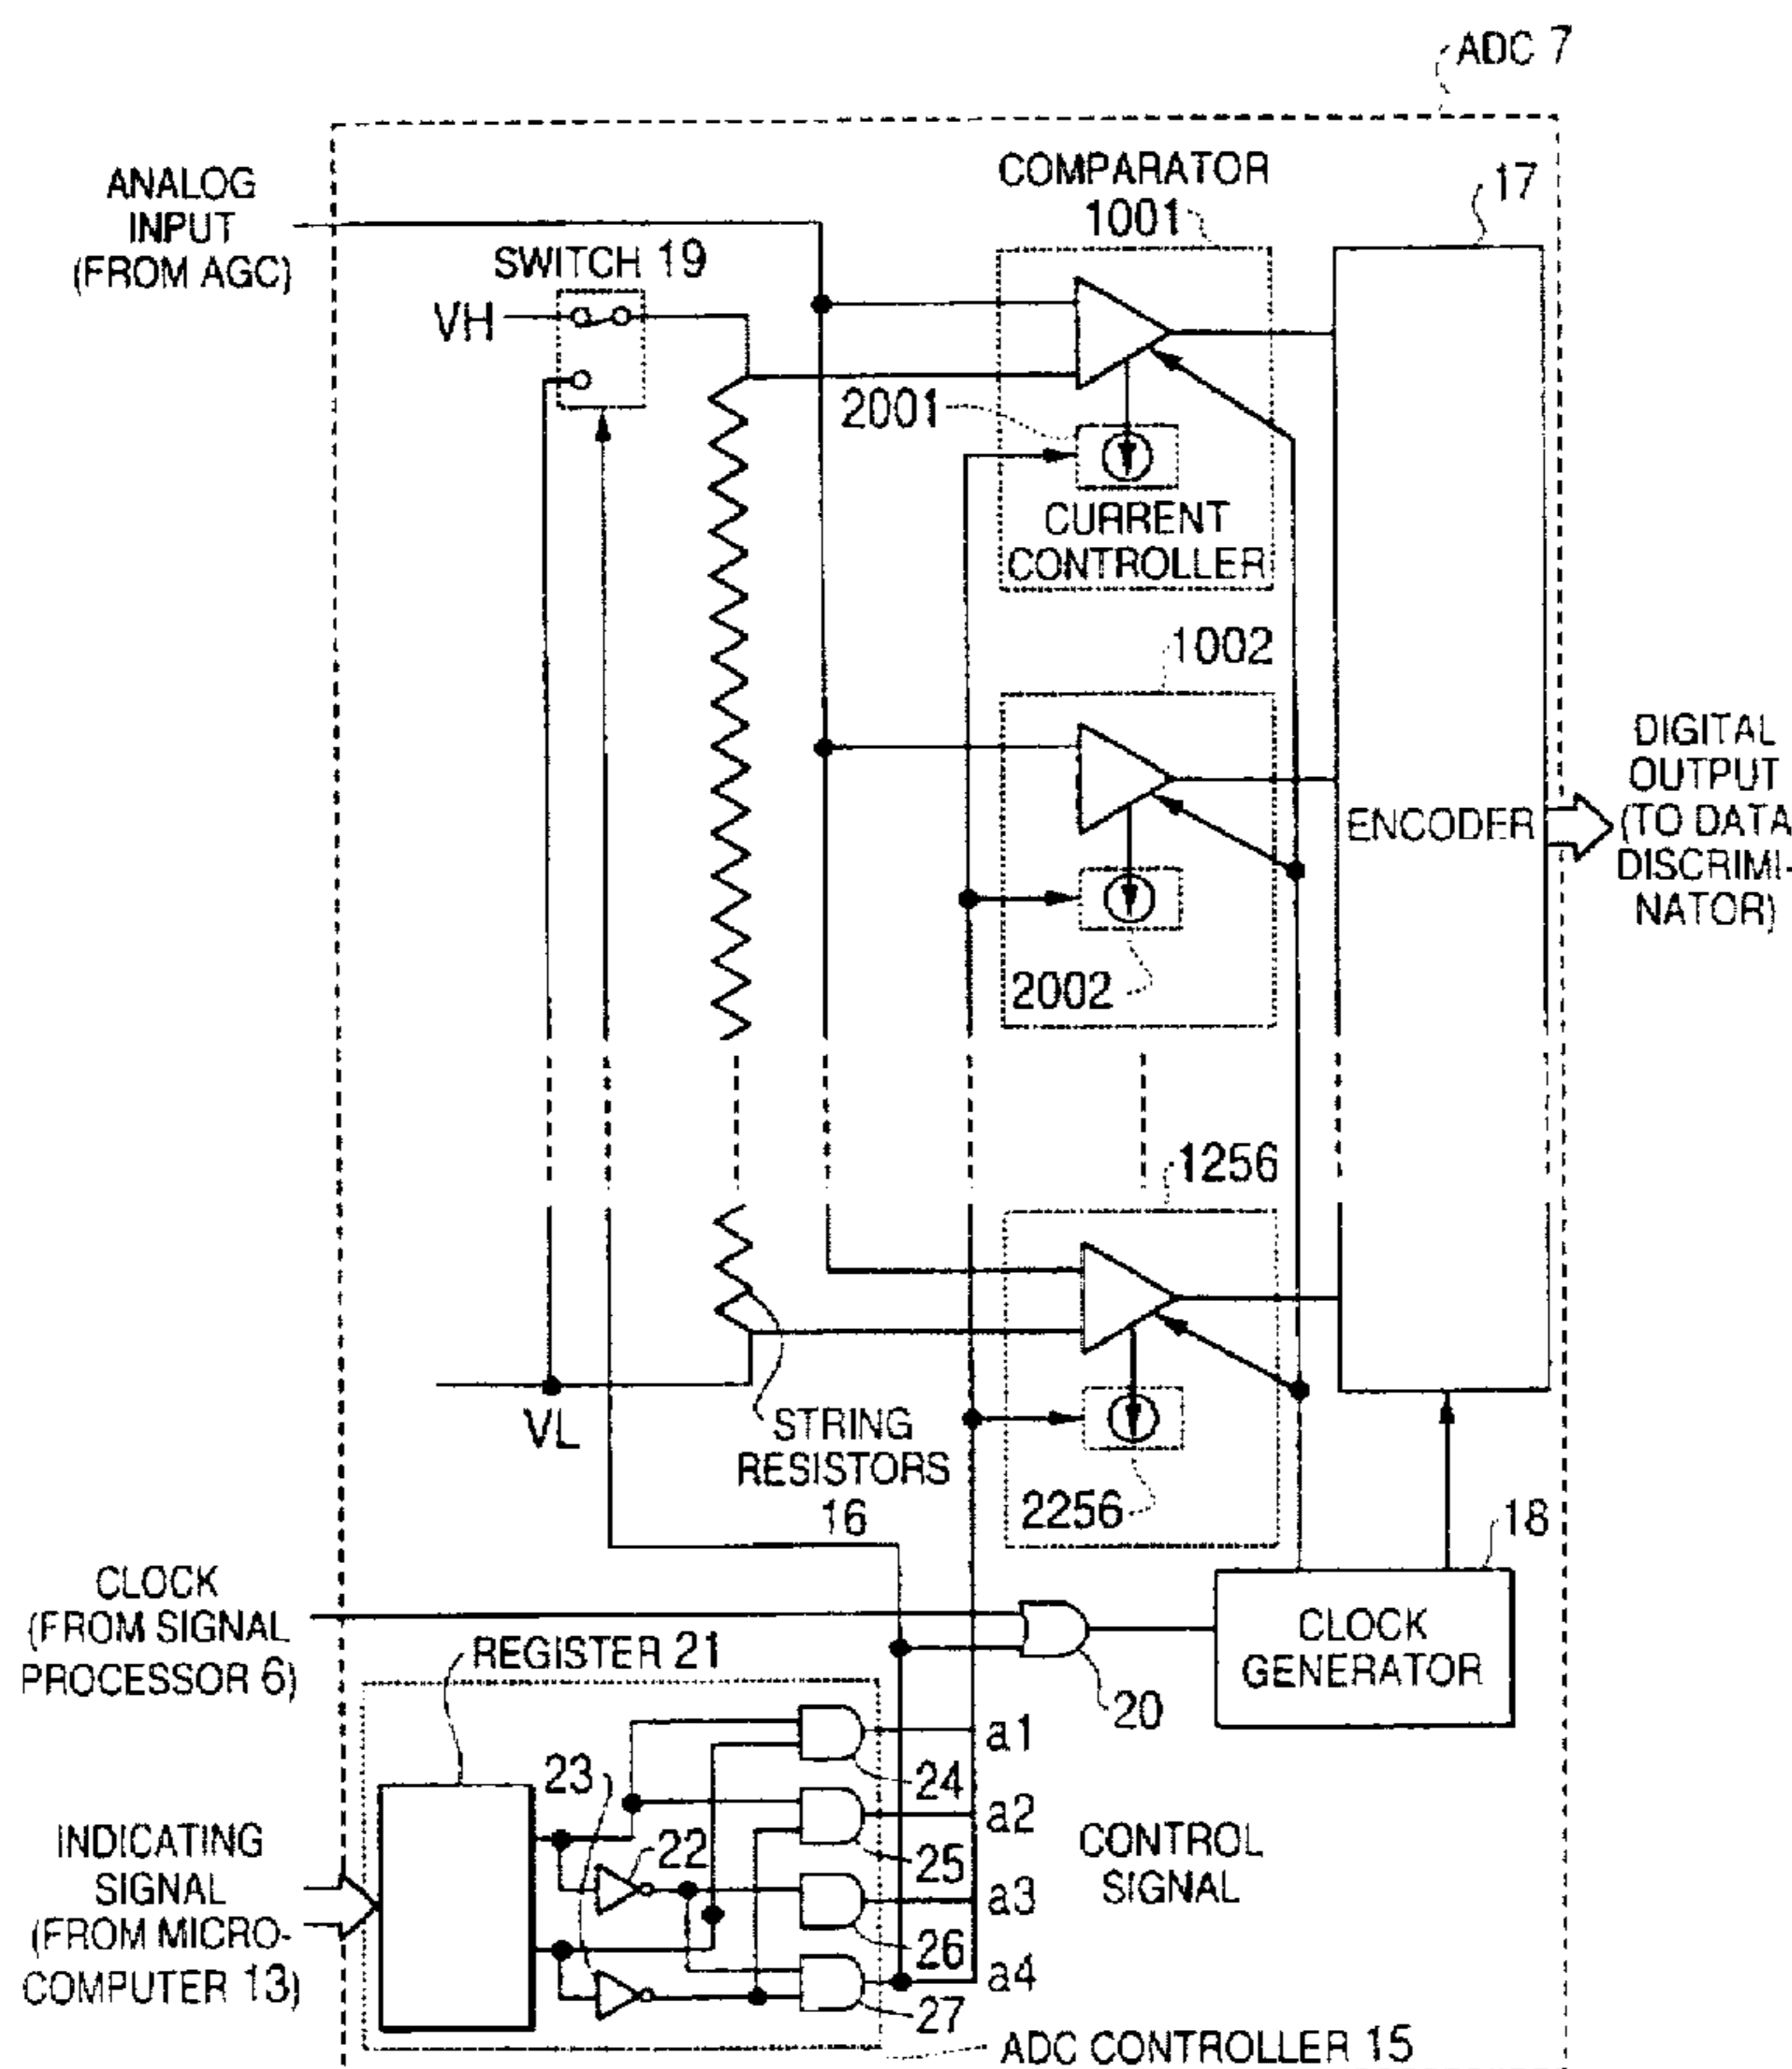 ADC 7
ANALOG
INPUT
(FROM AGC)
SWITCH 19
VH
COMPARATOR
1001
17
2001
CURRENT
CONTROLLER
1002
ENCODER
DIGITAL
OUTPUT
(TO DATA
DISCRIMI-
NATOR)
2002
1256
VL
STRING
RESISTORS
16
2256
18
CLOCK
(FROM SIGNAL
PROCESSOR 6)
CLOCK
GENERATOR
REGISTER 21
20
a1
24
23
a2
22
25
CONTROL
SIGNAL
INDICATING
SIGNAL
(FROM MICRO-
COMPUTER 13)
a3
26
a4
27
ADC CONTROLLER 15